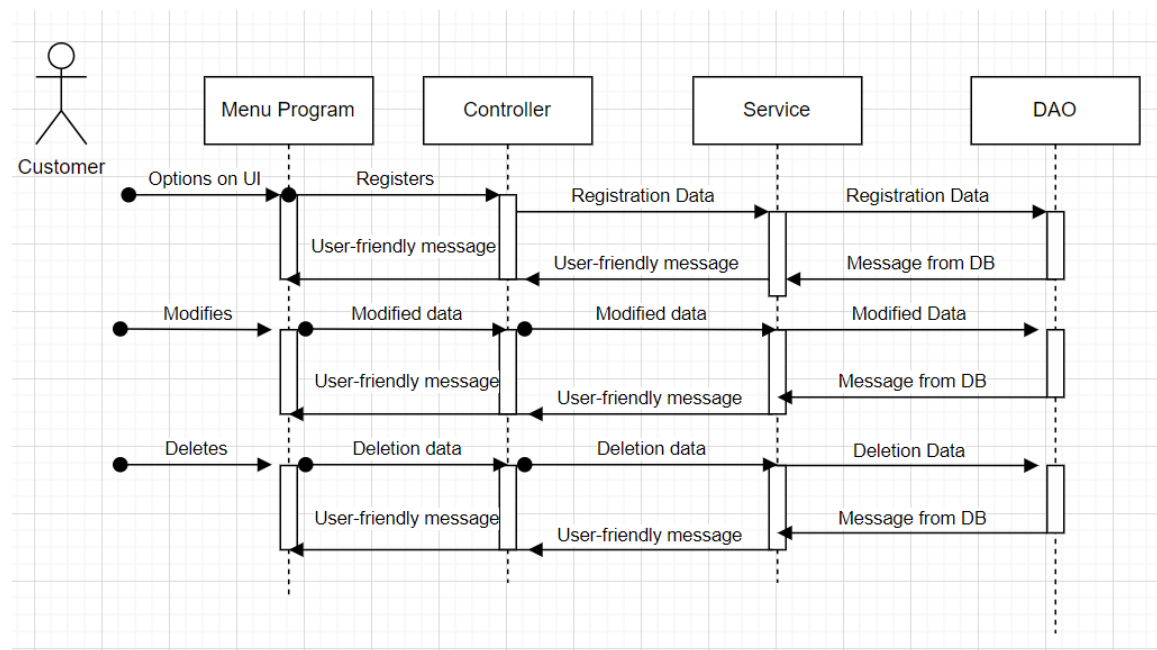 Menu Program
Controller
Service
DAO
Customer
Options on UI
Registers
Registration Data
Registration Data
User-friendly message
User-friendly message
Message from DB
Modifies
Modified data
Modified data
Modified Data
User-friendly message
User-friendly message
Message from DB
Deletes
Deletion data
Deletion data
Deletion Data
User-friendly message
User-friendly message
Message from DB